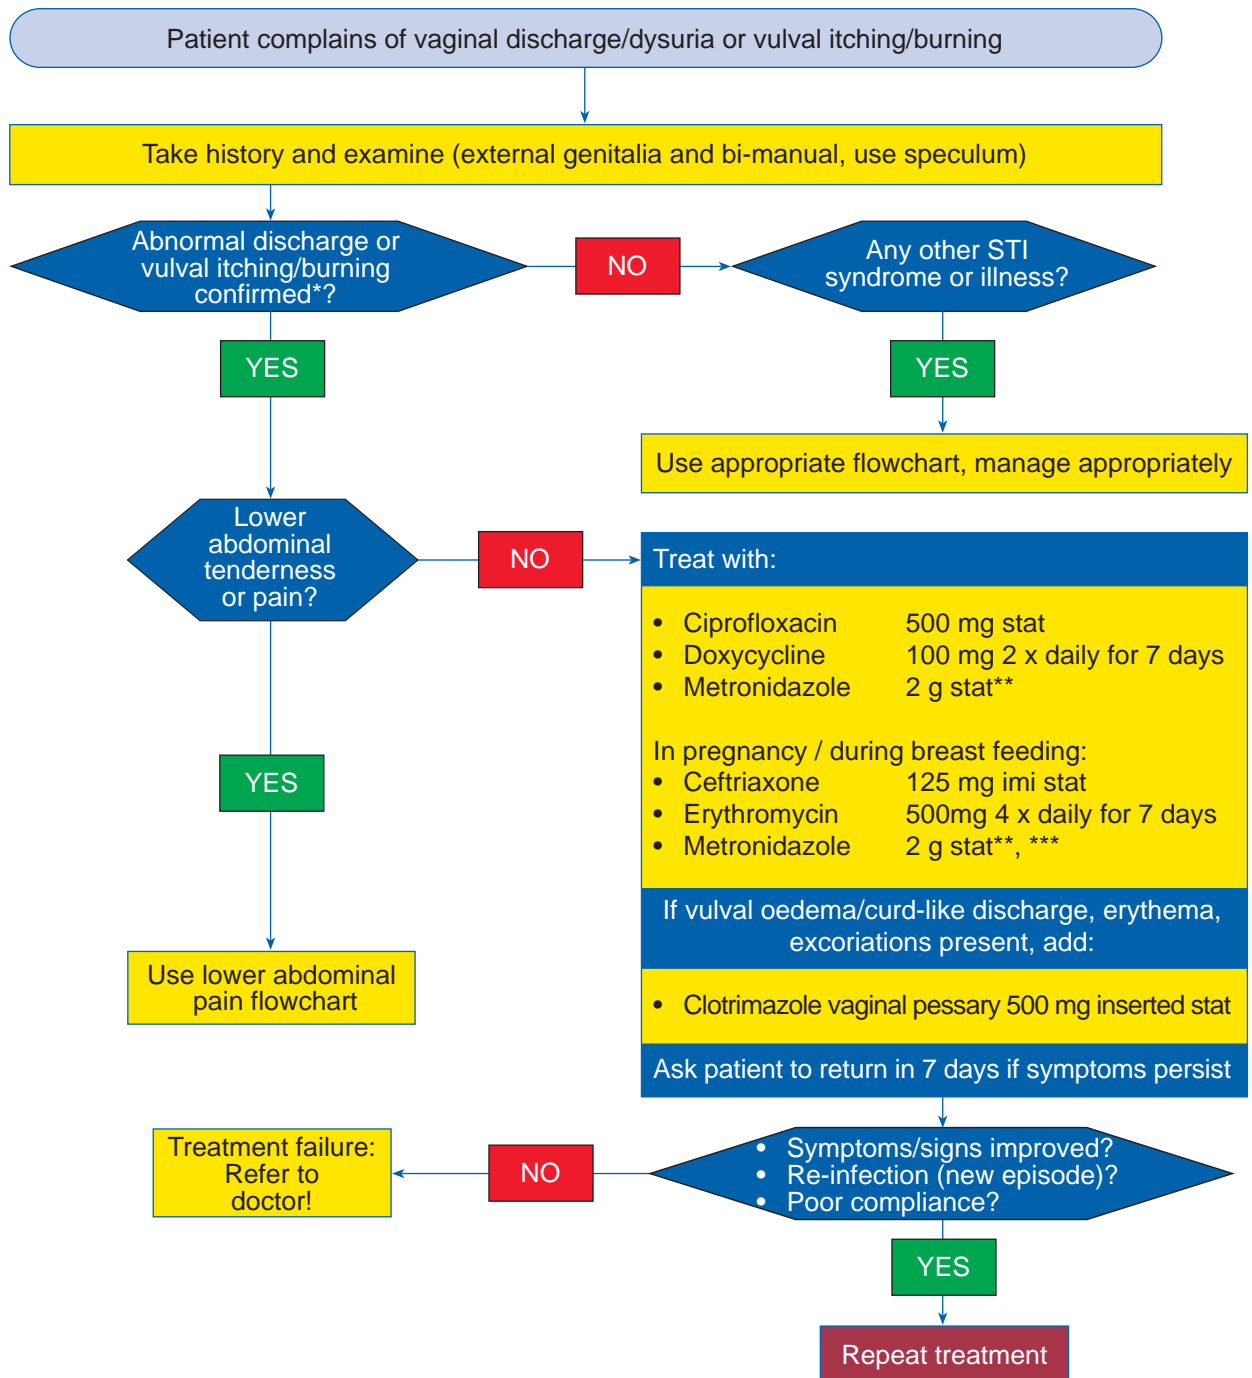 Patient complains of vaginal discharge/dysuria or vulval itching/burning
Take history and examine (external genitalia and bi-manual, use speculum)
Abnormal discharge or
vulval itching/burning
confirmed*?
NO
Any other STI
syndrome or illness?
YES
YES
Use appropriate flowchart, manage appropriately
Lower
abdominal
tenderness
or pain?
NO
Treat with:
• Ciprofloxacin 500 mg stat
• Doxycycline 100 mg 2 x daily for 7 days
• Metronidazole 2 g stat**
In pregnancy / during breast feeding:
• Ceftriaxone 125 mg imi stat
• Erythromycin 500mg 4 x daily for 7 days
• Metronidazole 2 g stat**, ***
If vulval oedema/curd-like discharge, erythema,
excoriations present, add:
• Clotrimazole vaginal pessary 500 mg inserted stat
Ask patient to return in 7 days if symptoms persist
YES
Use lower abdominal
pain flowchart
• Symptoms/signs improved?
• Re-infection (new episode)?
• Poor compliance?
NO
Treatment failure:
Refer to
doctor!
YES
Repeat treatment